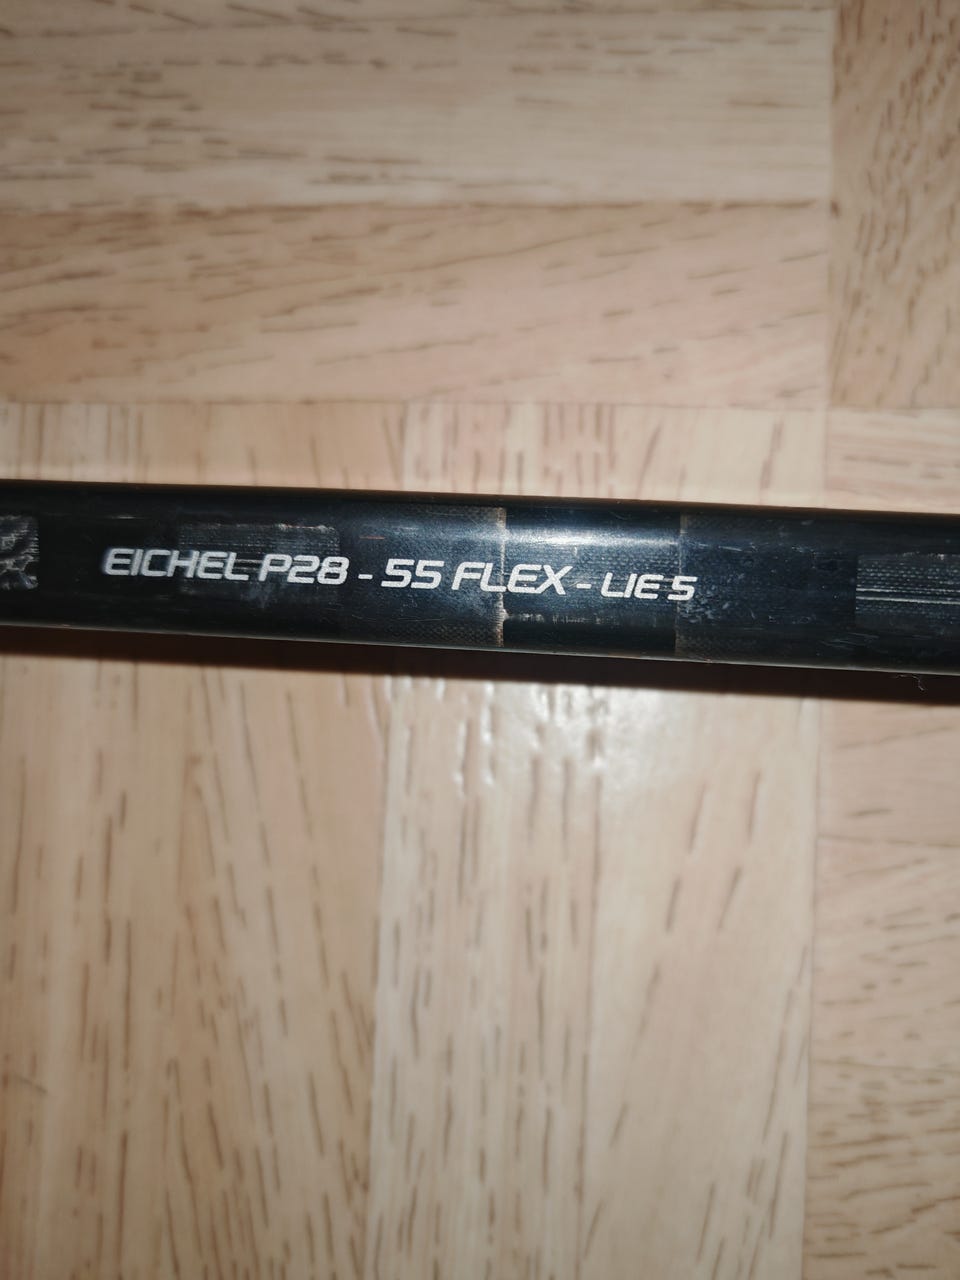 EICHEL P28 - 55 FLEX - LIE 5